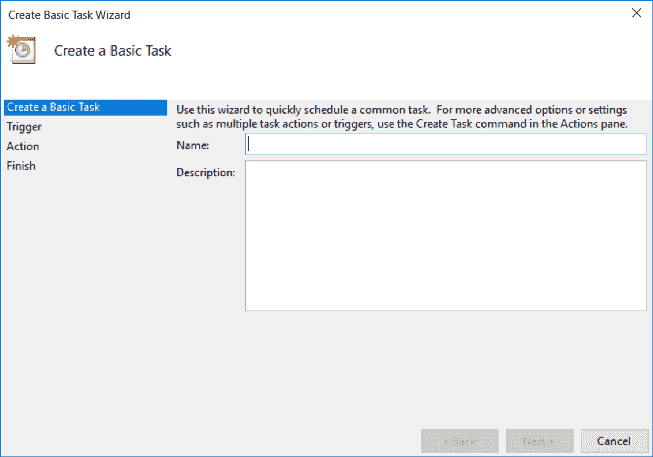 Create Basic Task Wizard
Create a Basic Task
Create a Basic Task
Use this wizard to quickly schedule a common task. For more advanced options or settings
such as multiple task actions or triggers, use the Create Task command in the Actions pane.
Trigger
Name:
Action
Description:
Finish
< Back
Next >
Cancel